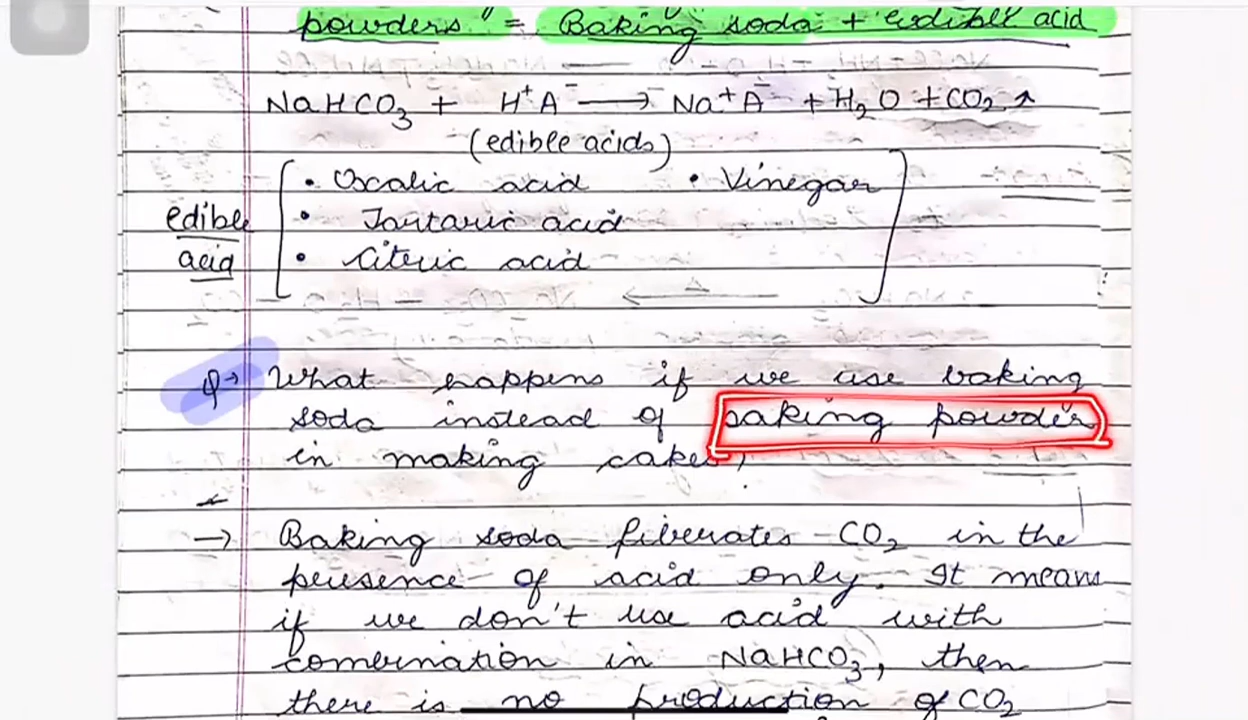 powders" = Baking soda + edible acid
NaHCO₃ + H⁺A⁻ → Na⁺A⁻ + H₂O + CO₂ ↑
(edible acids)
• Oxalic acid • Vinegar
edible • Tartaric acid
acid • Citric acid
Q→ What happens if we use baking
soda instead of baking powder
in making cakes?
→ Baking soda liberates CO₂ in the
presence of acid only. It means
if we don't use acid with
combination in NaHCO₃, then
there is no production of CO₂